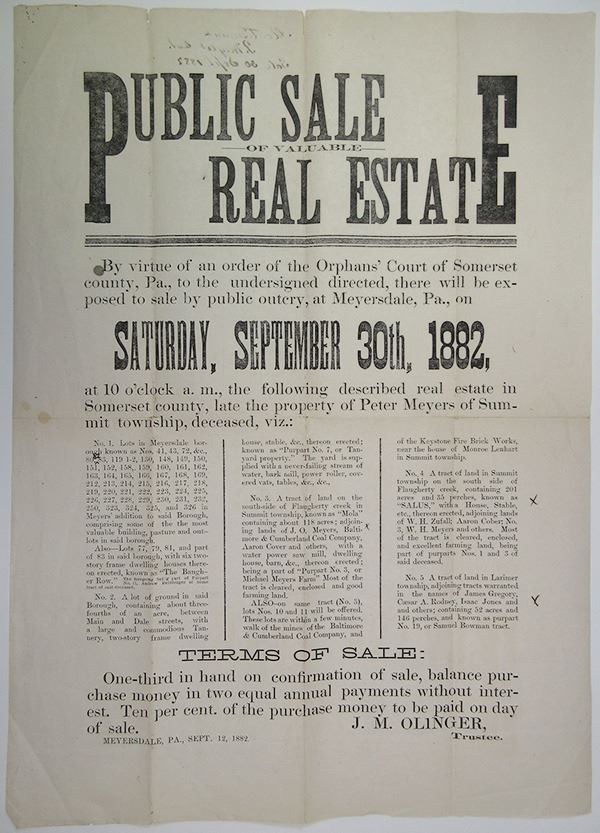 PUBLIC SALE
OF VALUABLE
REAL ESTATE
By virtue of an order of the Orphans' Court of Somerset
county, Pa., to the undersigned directed, there will be ex-
posed to sale by public outcry, at Meyersdale, Pa., on
SATURDAY, SEPTEMBER 30th, 1882,
at 10 o'clock a. m., the following described real estate in
Somerset county, late the property of Peter Meyers of Sum-
mit township, deceased, viz.:
No. 1, Lots in Meyersdale bor-
ough known as Nos. 41, 43, 72, &c.,
119 1-2, 130, 148, 149, 150,
151, 152, 158, 159, 160, 161, 162,
163, 164, 165, 166, 167, 168, 169,
212, 213, 214, 215, 216, 217, 218,
219, 220, 221, 222, 223, 224, 225,
226, 227, 228, 229, 230, 231, 232,
250, 323, 324, 325, and 326 in
Meyers' addition to said Borough
comprising some of the the most
valuable building, pasture and out-
lots in said borough.
Also—Lots 77, 79, 81, and part
of 83 in said borough, with six two-
story frame dwelling houses there-
on erected, known as "The Baugh-
er Row."
No. 2. A lot of ground in said
Borough, containing about three-
fourths of an acre, between
Main and Dale streets, with
a large and commodious Tan-
nery, two-story frame dwelling
house, stable, &c., thereon erected;
known as "Purpart No. 7, or Tan-
yard property." The yard is sup-
plied with a never-failing stream of
water, bark mill, power roller, cov-
ered vats, tables, &c., &c.
No. 3. A tract of land on the
south-side of Flaugherty creek in
Summit township, known as "Mola"
containing about 118 acres; adjoin-
ing lands of J. O. Meyers, Balti-
more & Cumberland Coal Company,
Aaron Cover and others, with a
water power saw mill, dwelling
house, barn, &c., thereon erected;
being a part of "Purpart No. 3, or
Michael Meyers Farm" Most of the
tract is cleared, enclosed and good
farming land.
ALSO—on same tract (No. 3),
lots Nos. 10 and 11 will be offered.
These lots are within a few minutes,
walk of the mines of the Baltimore
& Cumberland Coal Company, and
of the Keystone Fire Brick Works,
near the house of Monroe Lenhart
in Summit township.
No. 4 A tract of land in Summit
township on the south side of
Flaugherty creek, containing 201
acres and 35 perches, known as
"SALUS," with a House, Stable,
etc., thereon erected, adjoining lands
of W. H. Zufall; Aaron Cober; No.
3, W. H. Meyers and others. Most
of the tract is cleared, enclosed,
and excellent farming land, being
part of purparts Nos. 1 and 3 of
said deceased.
No. 5 A tract of land in Larimer
township, adjoining tracts warranted
in the names of James Gregory,
Cæsar A. Rodney, Isaac Jones and
and others; containing 52 acres and
146 perches, and known as purpart
No. 19, or Samuel Bowman tract.
TERMS OF SALE:
One-third in hand on confirmation of sale, balance pur-
chase money in two equal annual payments without inter-
est. Ten per cent. of the purchase money to be paid on day
of sale.
J. M. OLINGER,
Trustee.
MEYERSDALE, PA., SEPT. 12, 1882.